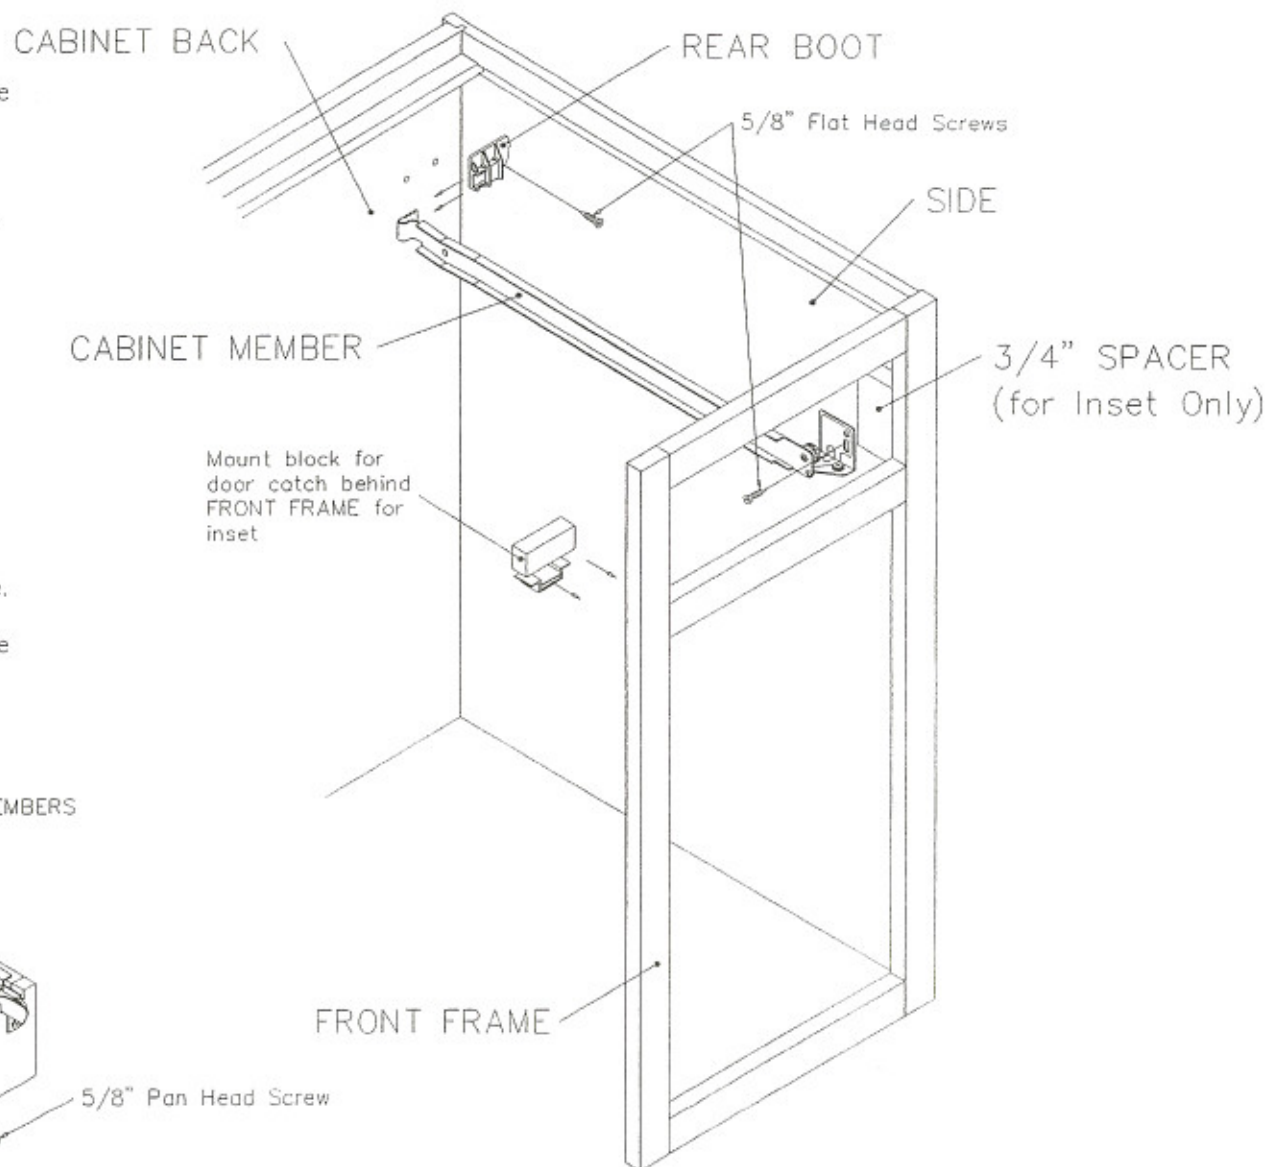 CABINET BACK
REAR BOOT
5/8" Flat Head Screws
SIDE
CABINET MEMBER
3/4" SPACER
(for Inset Only)
Mount block for
door catch behind
FRONT FRAME for
inset
FRONT FRAME
5/8" Pan Head Screw